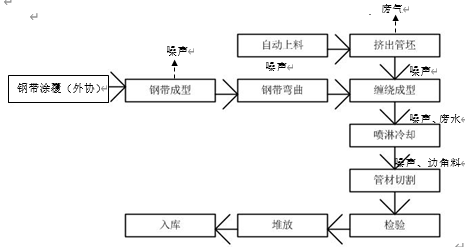 废气
噪声
自动上料
挤出管坯
噪声
噪声
钢带涂覆（外协）
钢带成型
钢带弯曲
缠绕成型
噪声、废水
喷淋冷却
噪声、边角料
管材切割
入库
堆放
检验